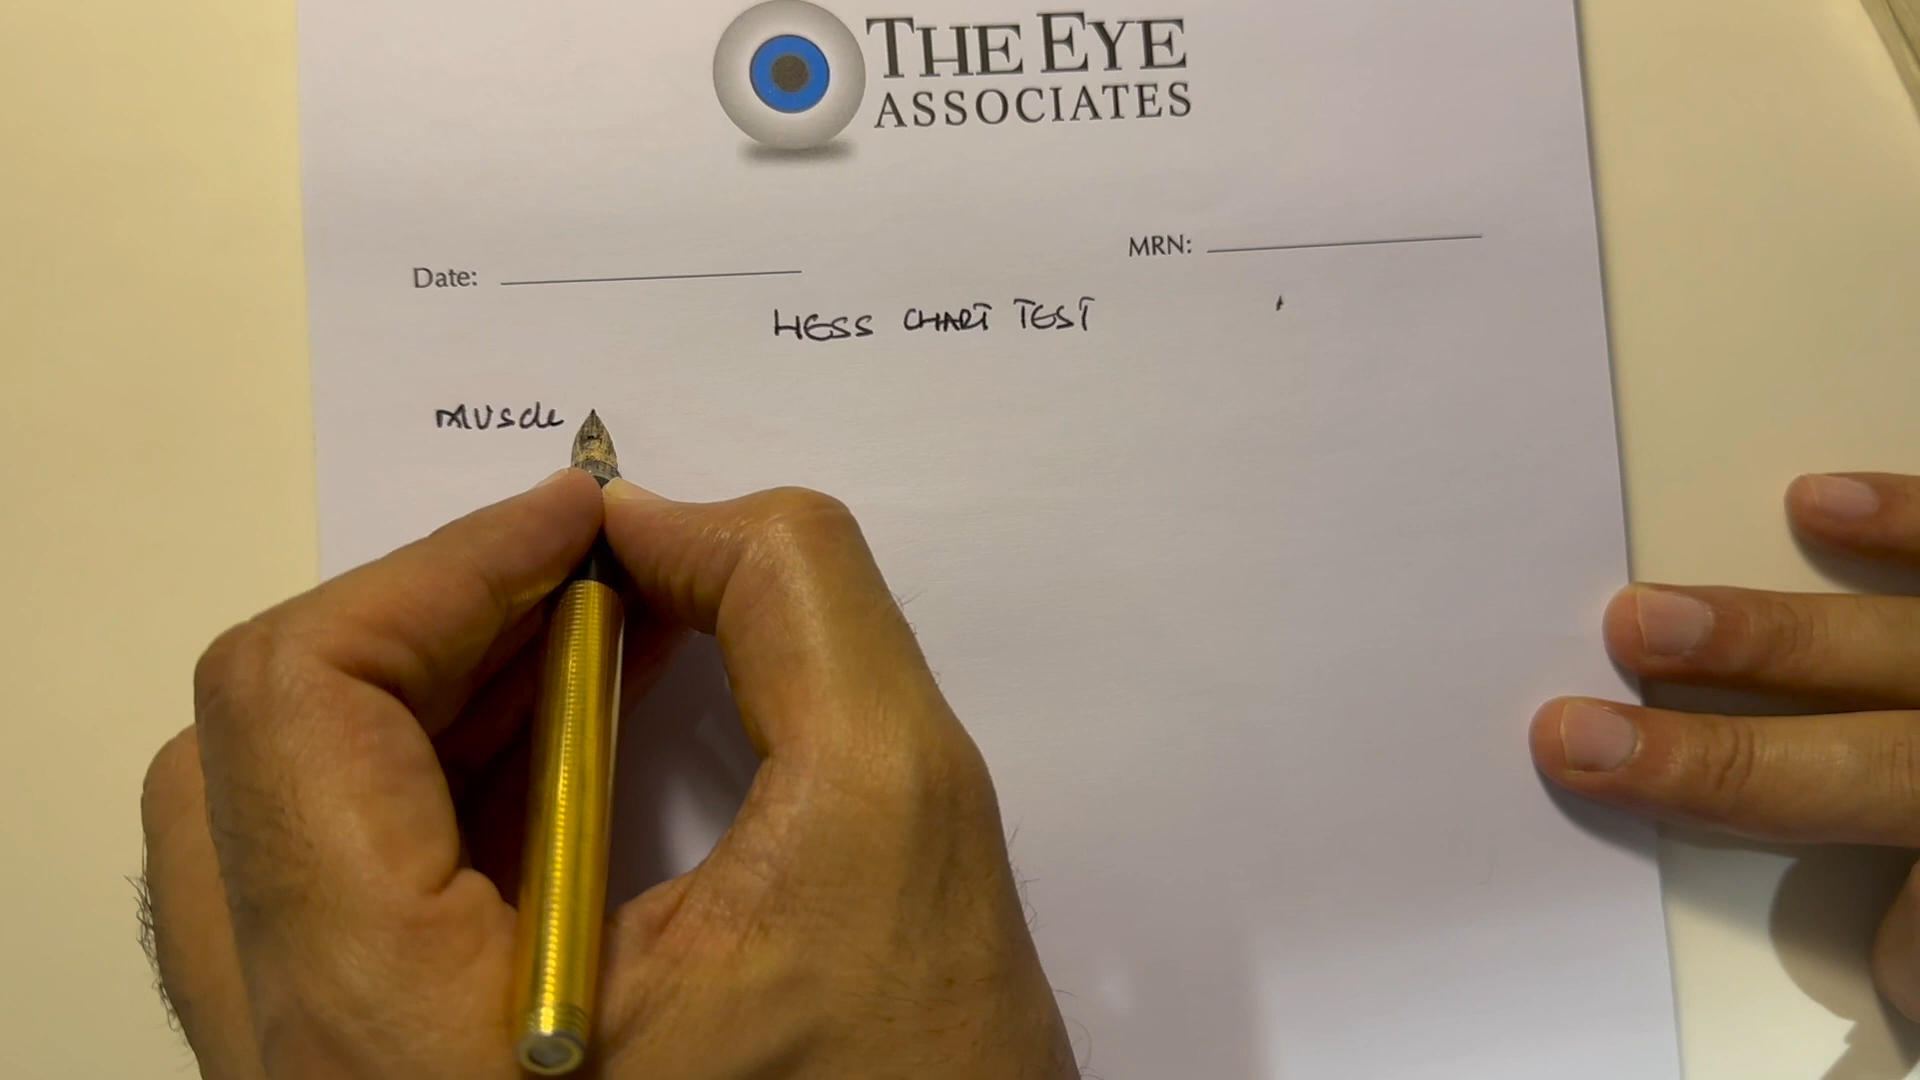 THE EYE
ASSOCIATES
MRN:
Date:
HESS CHART TEST
Muscle